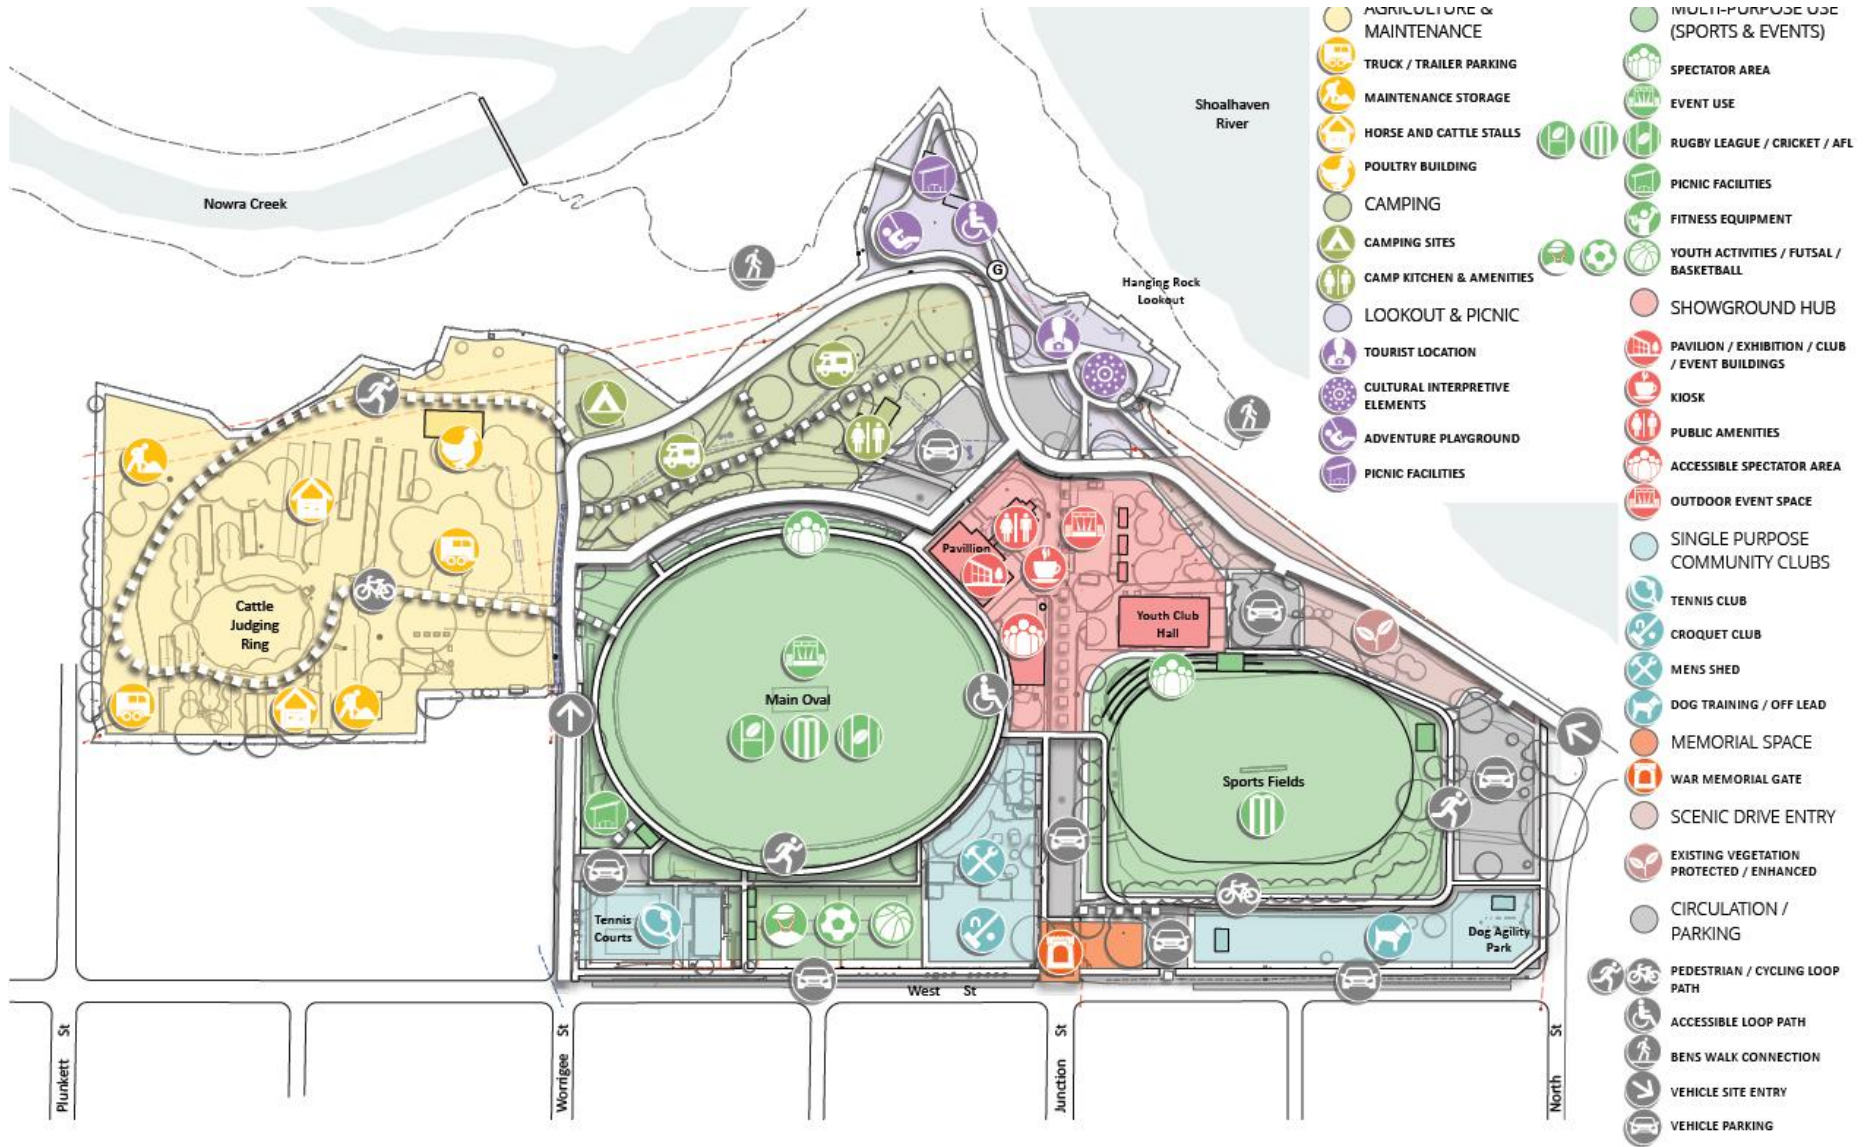 Nowra Creek
Shoalhaven
River
Hanging Rock
Lookout
G
Pavillion
Youth Club
Hall
Cattle
Judging
Ring
Main Oval
Sports Fields
Tennis
Courts
Dog Agility
Park
West St
Plunkett St
Worrigee St
Junction St
North St
AGRICULTURE &
MAINTENANCE
TRUCK / TRAILER PARKING
MAINTENANCE STORAGE
HORSE AND CATTLE STALLS
POULTRY BUILDING
CAMPING
CAMPING SITES
CAMP KITCHEN & AMENITIES
LOOKOUT & PICNIC
TOURIST LOCATION
CULTURAL INTERPRETIVE
ELEMENTS
ADVENTURE PLAYGROUND
PICNIC FACILITIES
MULTI-PURPOSE USE
(SPORTS & EVENTS)
SPECTATOR AREA
EVENT USE
RUGBY LEAGUE / CRICKET / AFL
PICNIC FACILITIES
FITNESS EQUIPMENT
YOUTH ACTIVITIES / FUTSAL /
BASKETBALL
SHOWGROUND HUB
PAVILION / EXHIBITION / CLUB
/ EVENT BUILDINGS
KIOSK
PUBLIC AMENITIES
ACCESSIBLE SPECTATOR AREA
OUTDOOR EVENT SPACE
SINGLE PURPOSE
COMMUNITY CLUBS
TENNIS CLUB
CROQUET CLUB
MENS SHED
DOG TRAINING / OFF LEAD
MEMORIAL SPACE
WAR MEMORIAL GATE
SCENIC DRIVE ENTRY
EXISTING VEGETATION
PROTECTED / ENHANCED
CIRCULATION /
PARKING
PEDESTRIAN / CYCLING LOOP
PATH
ACCESSIBLE LOOP PATH
BENS WALK CONNECTION
VEHICLE SITE ENTRY
VEHICLE PARKING